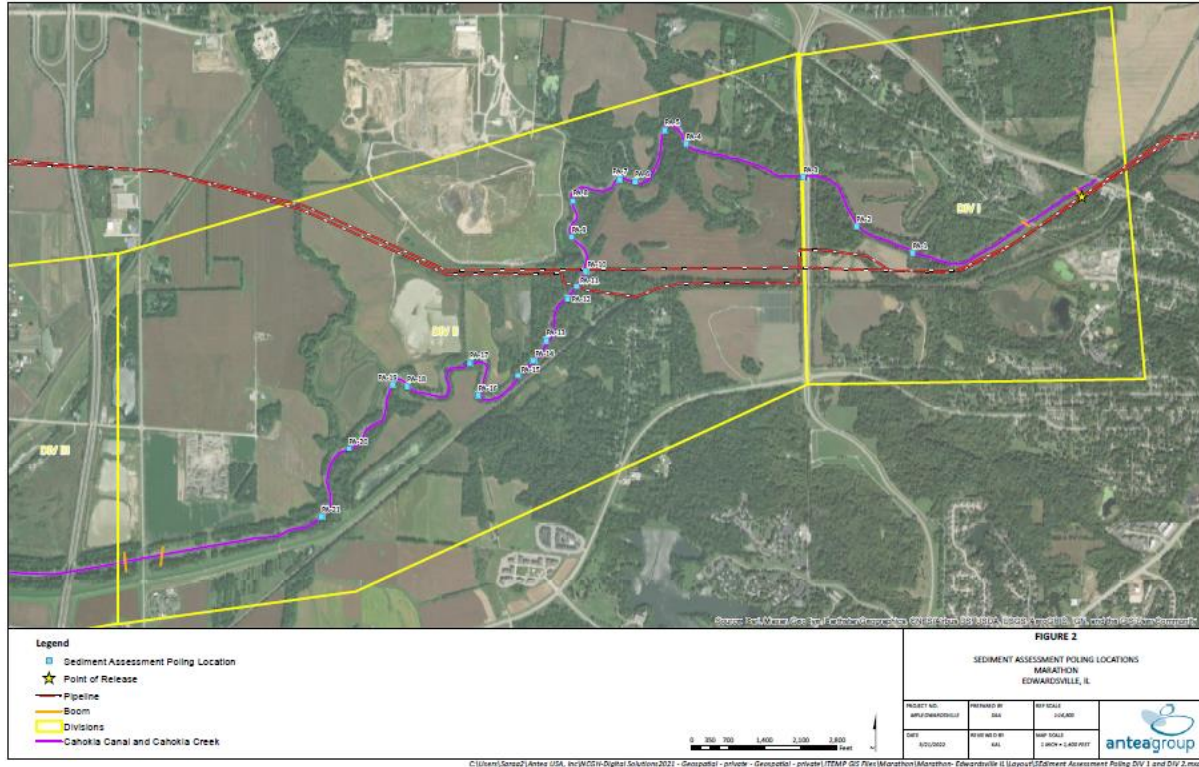 PA-5
PA-4
PA-7
PA-6
PA-3
PA-8
DIV I
PA-2
PA-9
PA-1
PA-10
PA-11
PA-12
DIV II
PA-13
PA-14
PA-17
PA-15
PA-19
PA-18
PA-16
PA-20
DIV III
PA-21
Legend
Sediment Assessment Poling Location
Point of Release
Pipeline
Boom
Divisions
Cahokia Canal and Cahokia Creek
0 350 700 1,400 2,100 2,800
Feet
N
FIGURE 2
SEDIMENT ASSESSMENT POLING LOCATIONS
MARATHON
EDWARDSVILLE, IL
PROJECT NO.
PREPARED BY
REF SCALE
DATE
3/21/2022
REVIEWED BY
KAL
MAP SCALE
1 INCH = 1,400 FEET
anteagroup